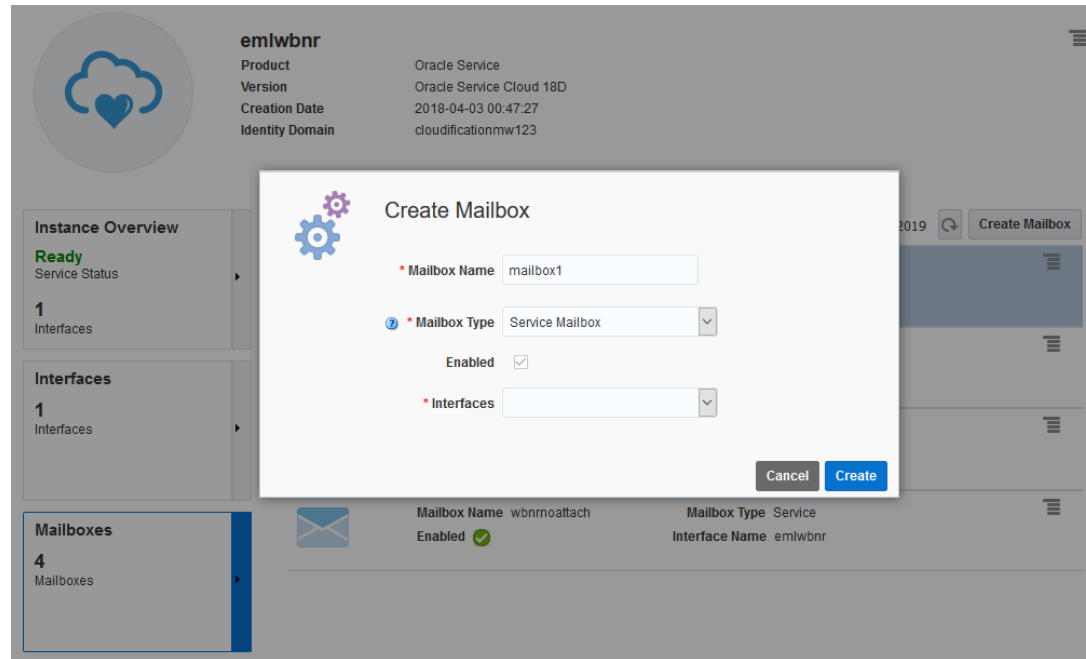 emlwbnr
Product Oracle Service
Version Oracle Service Cloud 18D
Creation Date 2018-04-03 00:47:27
Identity Domain cloudificationmw123
Instance Overview
Ready
Service Status
1
Interfaces
Interfaces
1
Interfaces
Mailboxes
4
Mailboxes
2019 Create Mailbox
Create Mailbox
* Mailbox Name mailbox1
? * Mailbox Type Service Mailbox
Enabled
* Interfaces
Cancel Create
Mailbox Name wbnrnoattach Mailbox Type Service
Enabled Interface Name emlwbnr